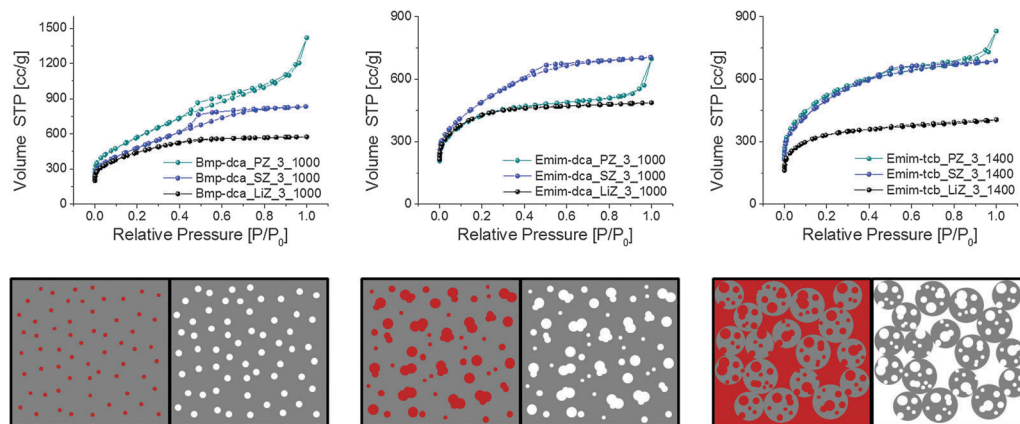 1500
1200
900
600
300
0
Volume STP [cc/g]
Bmp-dca_PZ_3_1000
Bmp-dca_SZ_3_1000
Bmp-dca_LiZ_3_1000
0.0 0.2 0.4 0.6 0.8 1.0
Relative Pressure [P/P₀]
900
600
300
0
Volume STP [cc/g]
Emim-dca_PZ_3_1000
Emim-dca_SZ_3_1000
Emim-dca_LiZ_3_1000
0.0 0.2 0.4 0.6 0.8 1.0
Relative Pressure [P/P₀]
900
600
300
0
Volume STP [cc/g]
Emim-tcb_PZ_3_1400
Emim-tcb_SZ_3_1400
Emim-tcb_LiZ_3_1400
0.0 0.2 0.4 0.6 0.8 1.0
Relative Pressure [P/P₀]